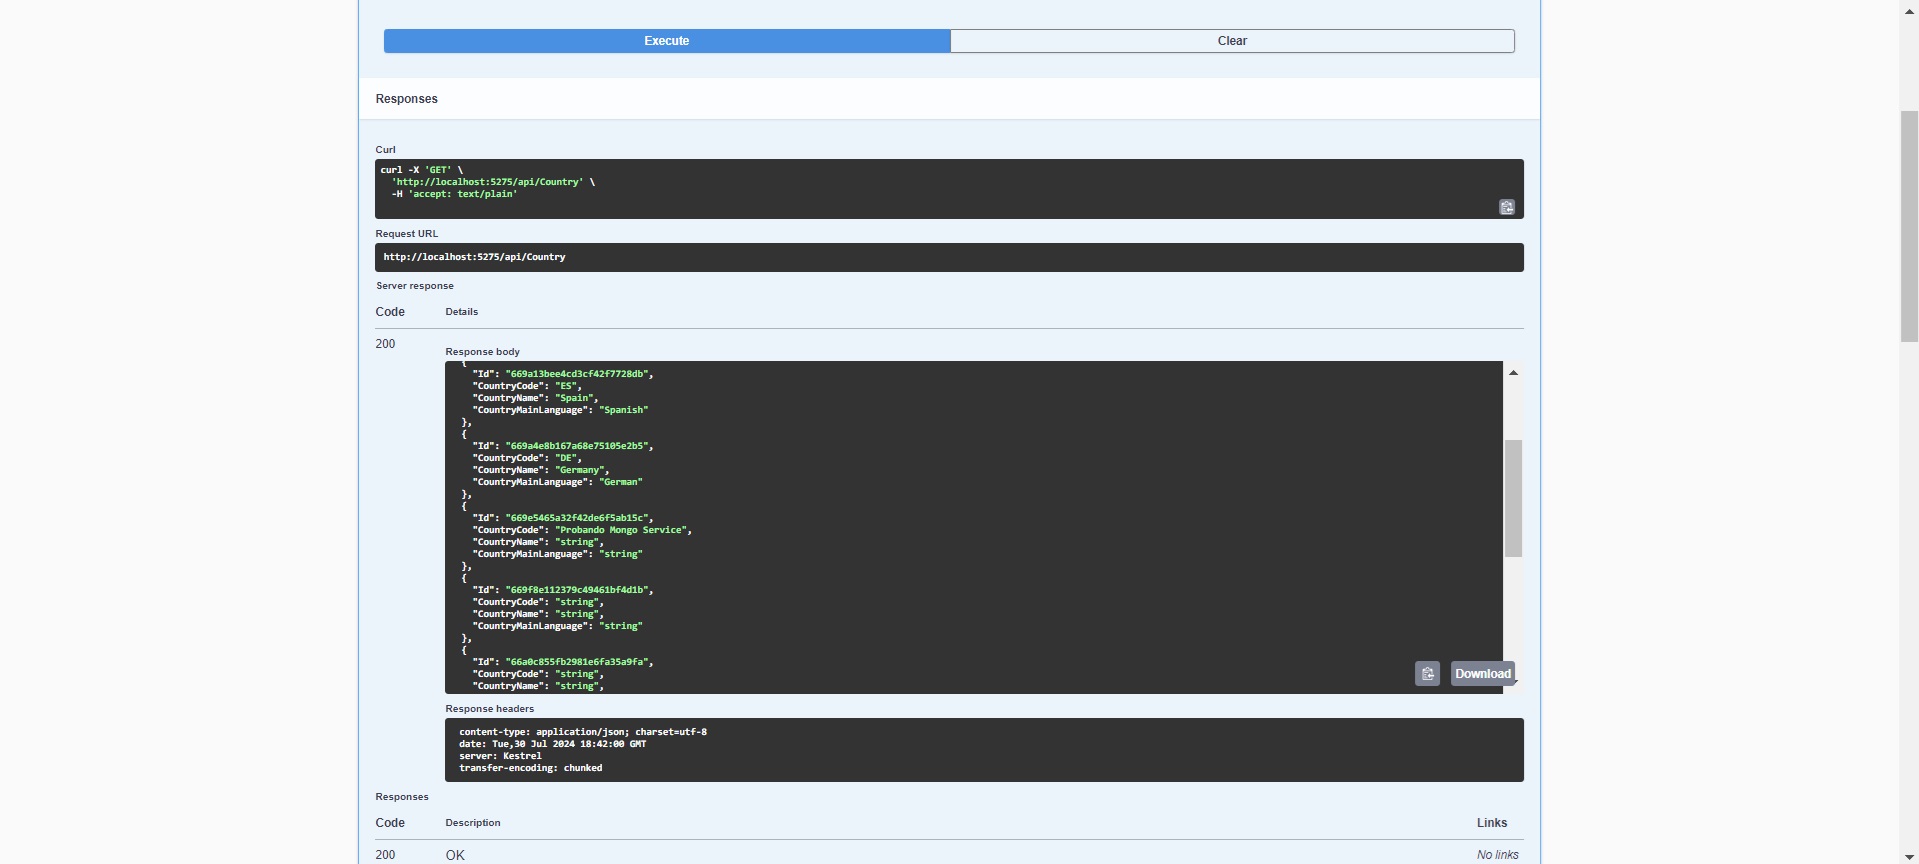 Execute
Clear
Responses
Curl
curl -X 'GET' \
'http://localhost:5275/api/Country' \
-H 'accept: text/plain'
Request URL
http://localhost:5275/api/Country
Server response
Code Details
200
Response body
{
"Id": "669a13bee4cd3cf42f7728db",
"CountryCode": "ES",
"CountryName": "Spain",
"CountryMainLanguage": "Spanish"
},
{
"Id": "669a4e8b167a68e75105e2b5",
"CountryCode": "DE",
"CountryName": "Germany",
"CountryMainLanguage": "German"
},
{
"Id": "669e5465a32f42de6f5ab15c",
"CountryCode": "Probando Mongo Service",
"CountryName": "string",
"CountryMainLanguage": "string"
},
{
"Id": "669f8e112379c49461bf4d1b",
"CountryCode": "string",
"CountryName": "string",
"CountryMainLanguage": "string"
},
{
"Id": "66a0c855fb2981e6fa35a9fa",
"CountryCode": "string",
"CountryName": "string",
Download
Response headers
content-type: application/json; charset=utf-8
date: Tue,30 Jul 2024 18:42:00 GMT
server: Kestrel
transfer-encoding: chunked
Responses
Code Description Links
200 OK No links